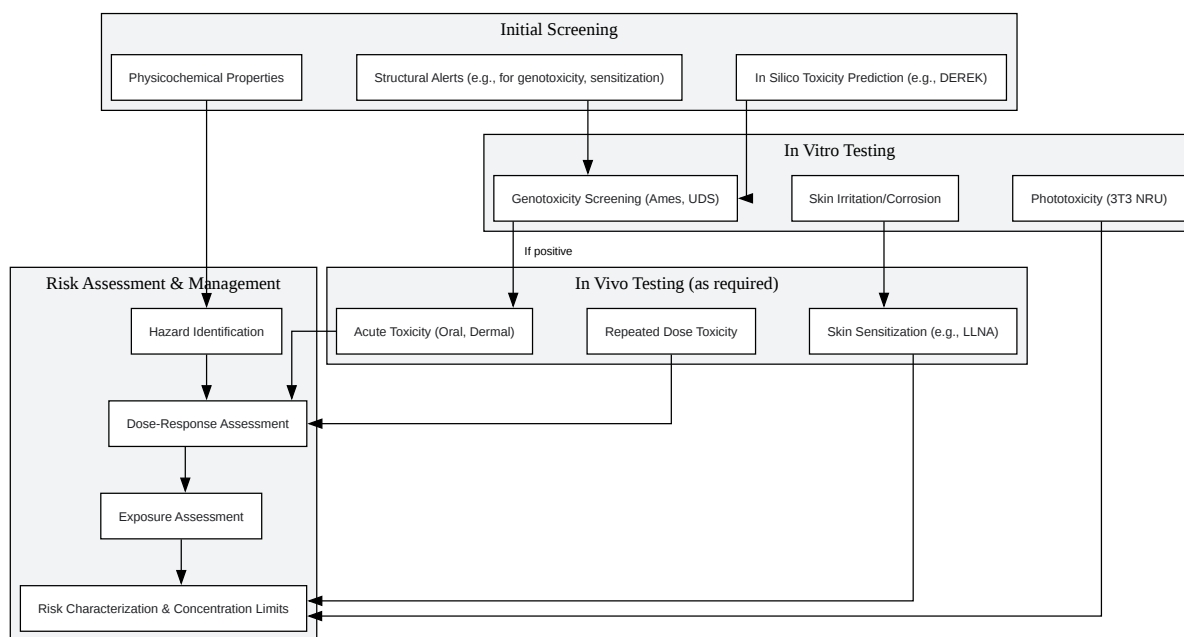 Initial Screening
Physicochemical Properties
Structural Alerts (e.g., for genotoxicity, sensitization)
In Silico Toxicity Prediction (e.g., DEREK)
In Vitro Testing
Genotoxicity Screening (Ames, UDS)
Skin Irritation/Corrosion
Phototoxicity (3T3 NRU)
If positive
Risk Assessment & Management
In Vivo Testing (as required)
Hazard Identification
Acute Toxicity (Oral, Dermal)
Repeated Dose Toxicity
Skin Sensitization (e.g., LLNA)
Dose-Response Assessment
Exposure Assessment
Risk Characterization & Concentration Limits